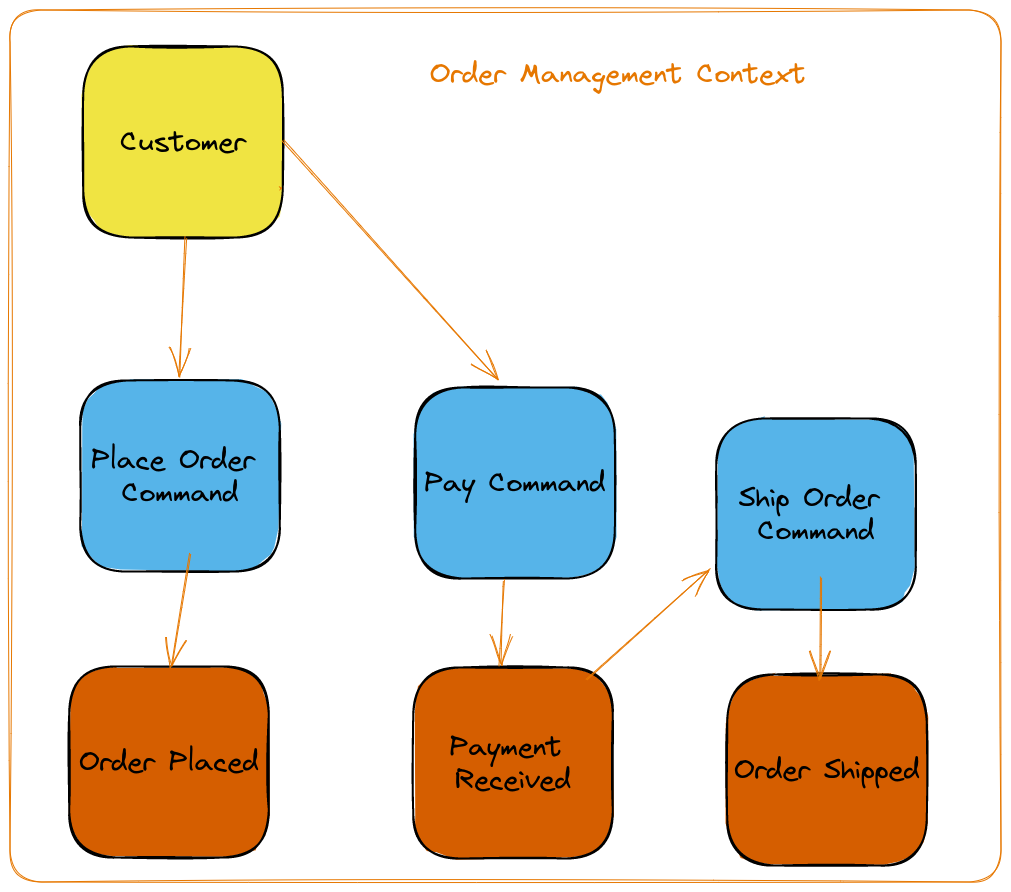 Order Management Context
Customer
Place Order
Command
Pay Command
Ship Order
Command
Order Placed
Payment
Received
Order Shipped